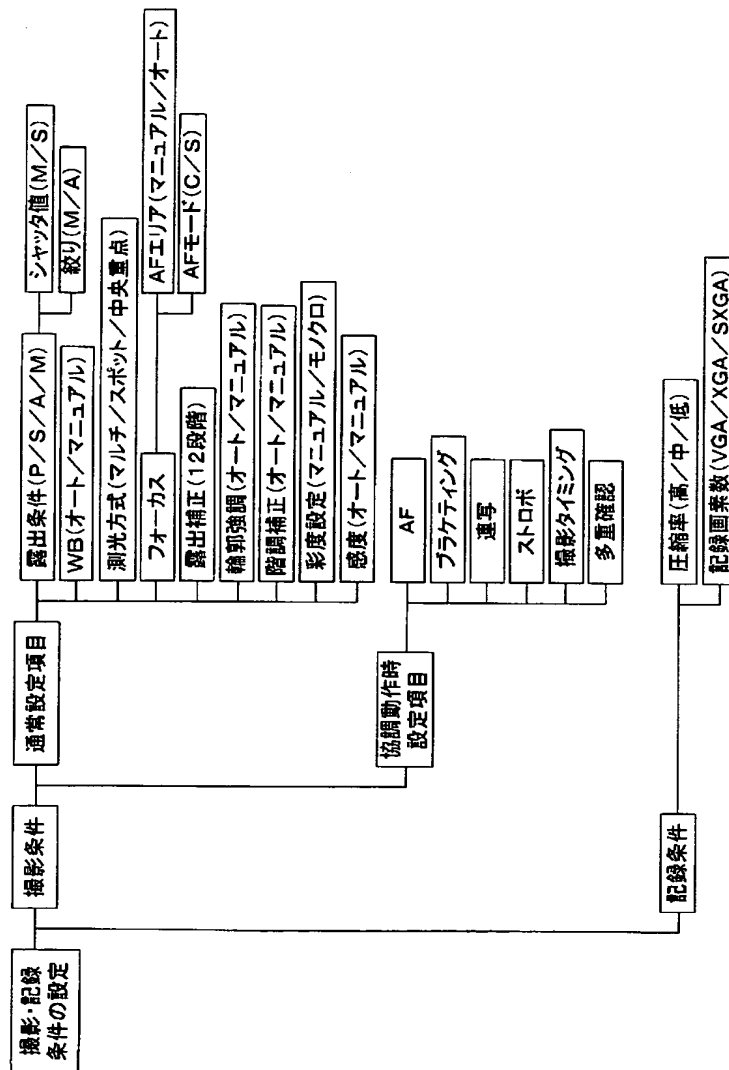 撮影・記録
条件の設定
撮影条件
通常設定項目
露出条件(P/S/A/M)
シャッタ値(M/S)
絞り(M/A)
WB(オート/マニュアル)
測光方式(マルチ/スポット/中央重点)
フォーカス
AFエリア(マニュアル/オート)
AFモード(C/S)
露出補正(12段階)
輪郭強調(オート/マニュアル)
階調補正(オート/マニュアル)
彩度設定(マニュアル/モノクロ)
感度(オート/マニュアル)
協調動作時
設定項目
AF
ブラケティング
連写
ストロボ
撮影タイミング
多重確認
記録条件
圧縮率(高/中/低)
記録画素数(VGA/XGA/SXGA)